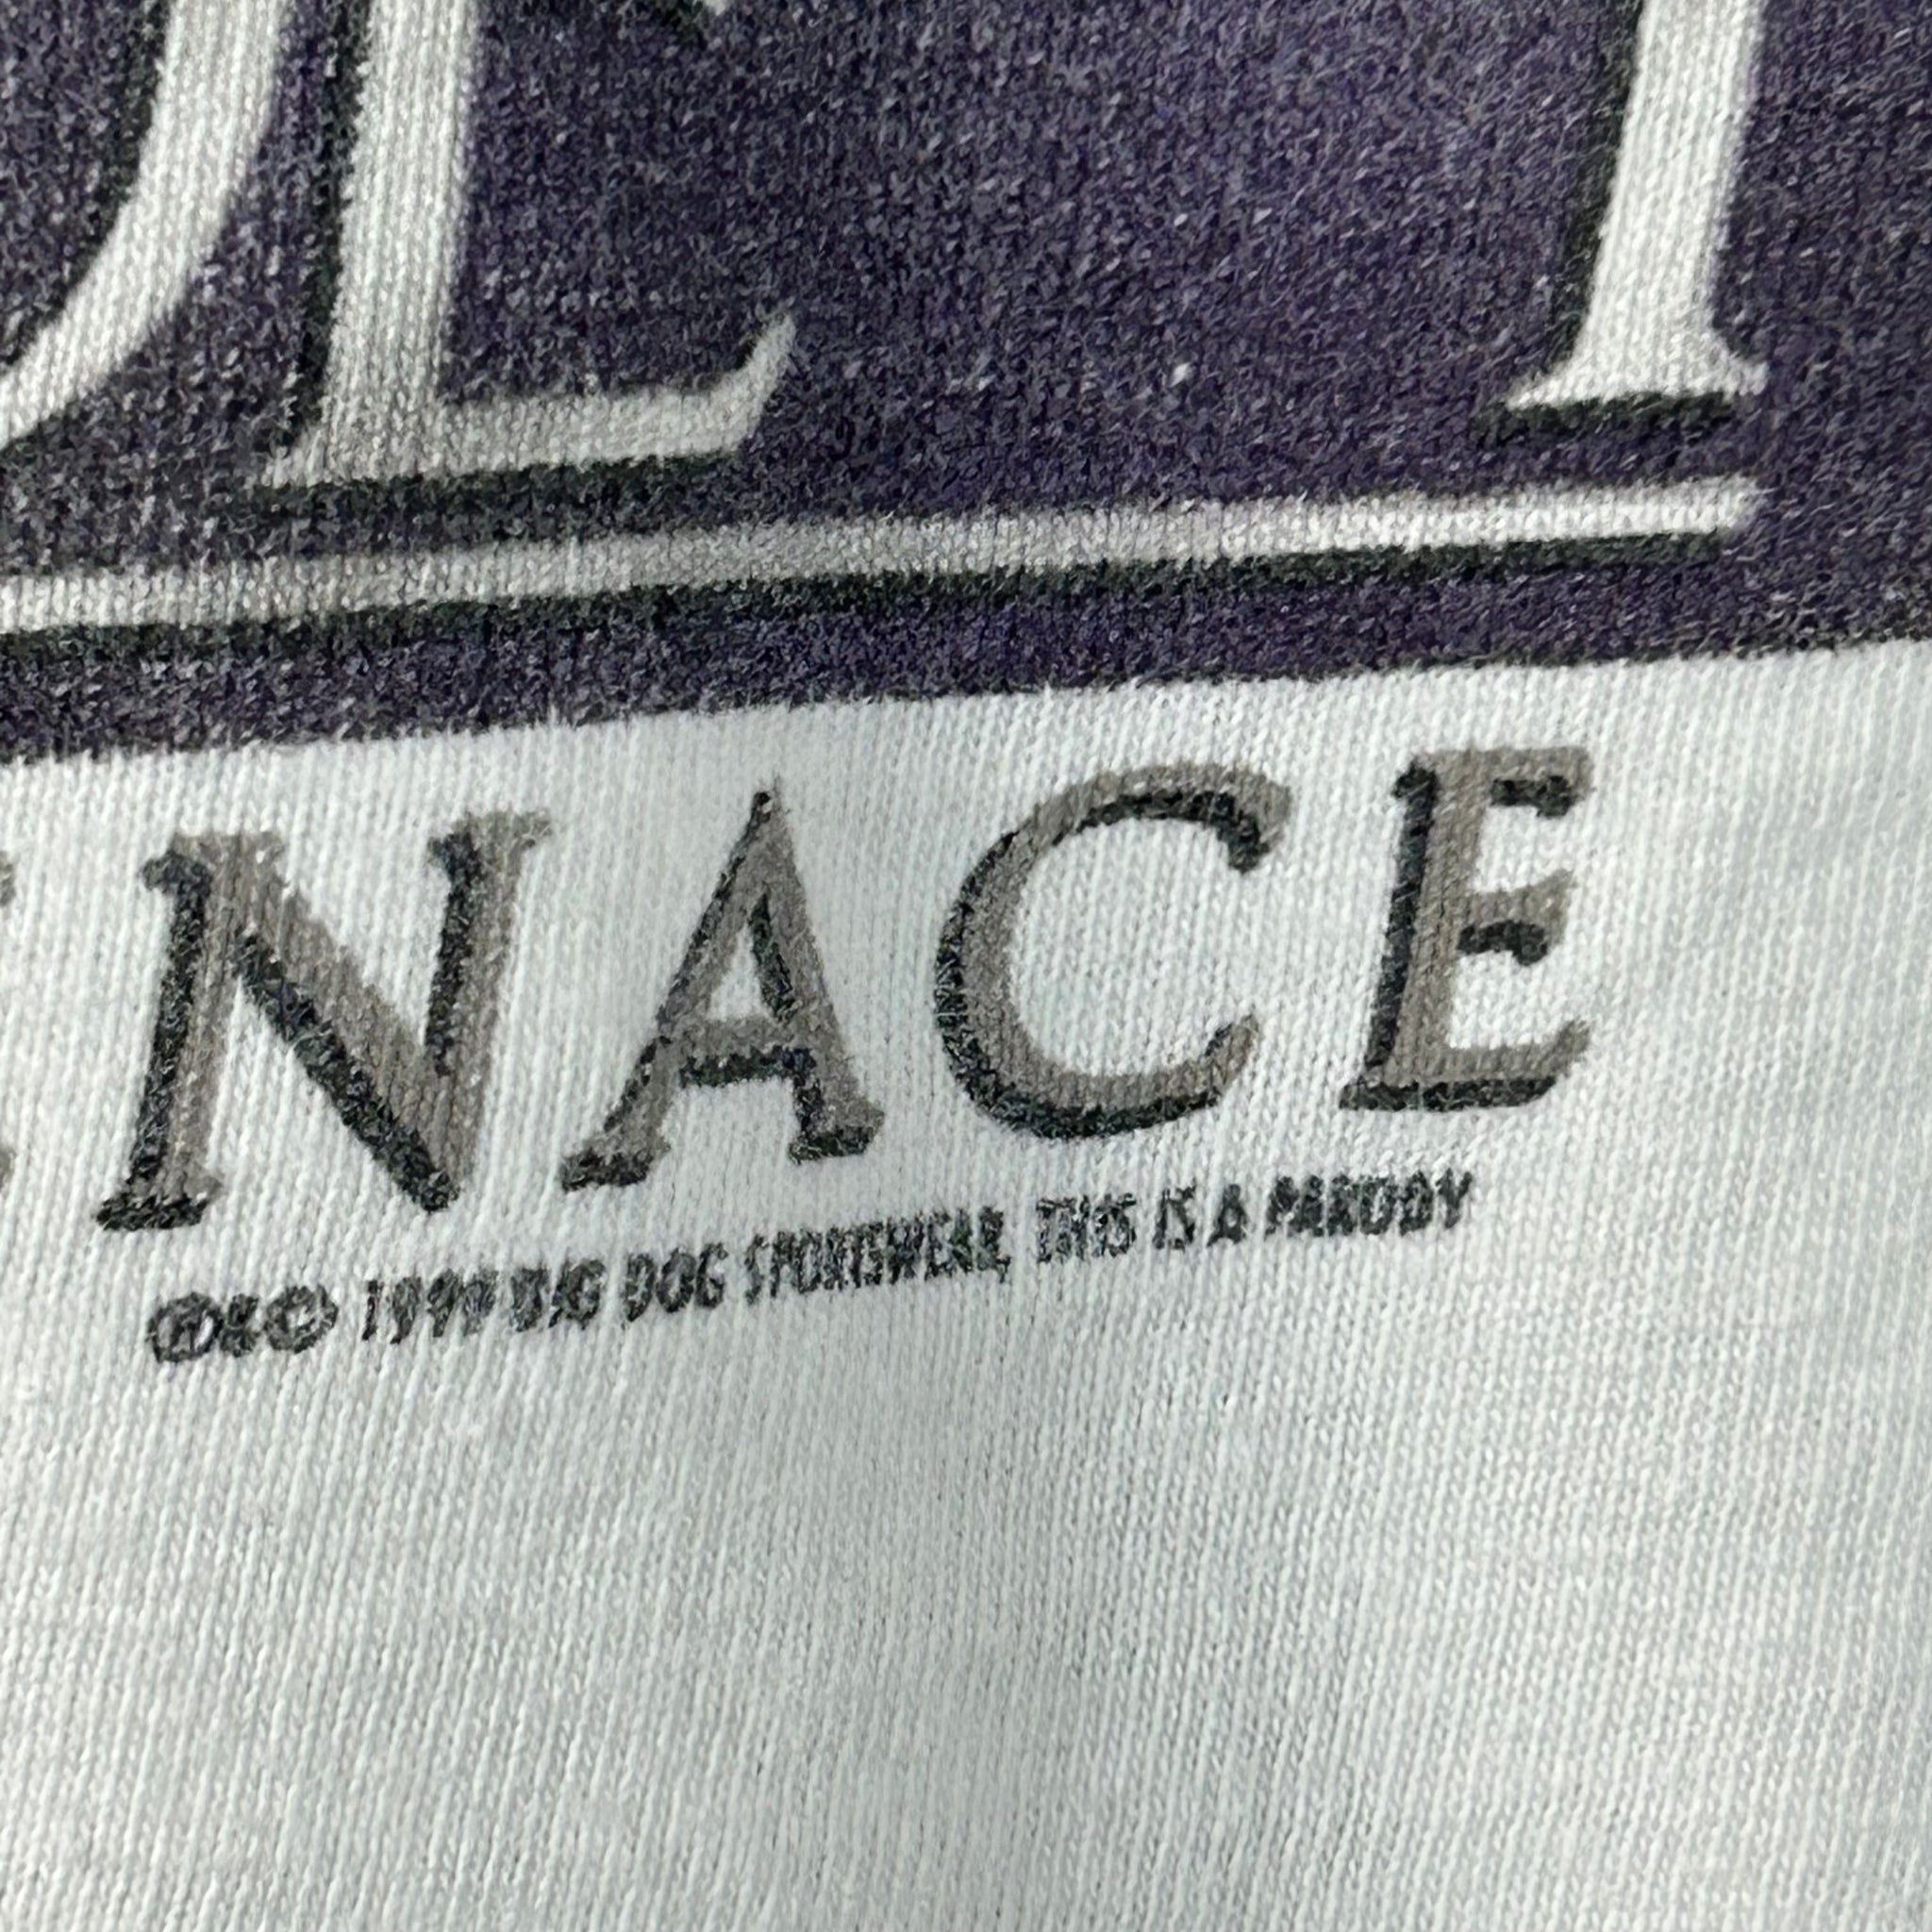 NACE
®&© 1999 BIG DOG SPORTSWEAR, THIS IS A PARODY